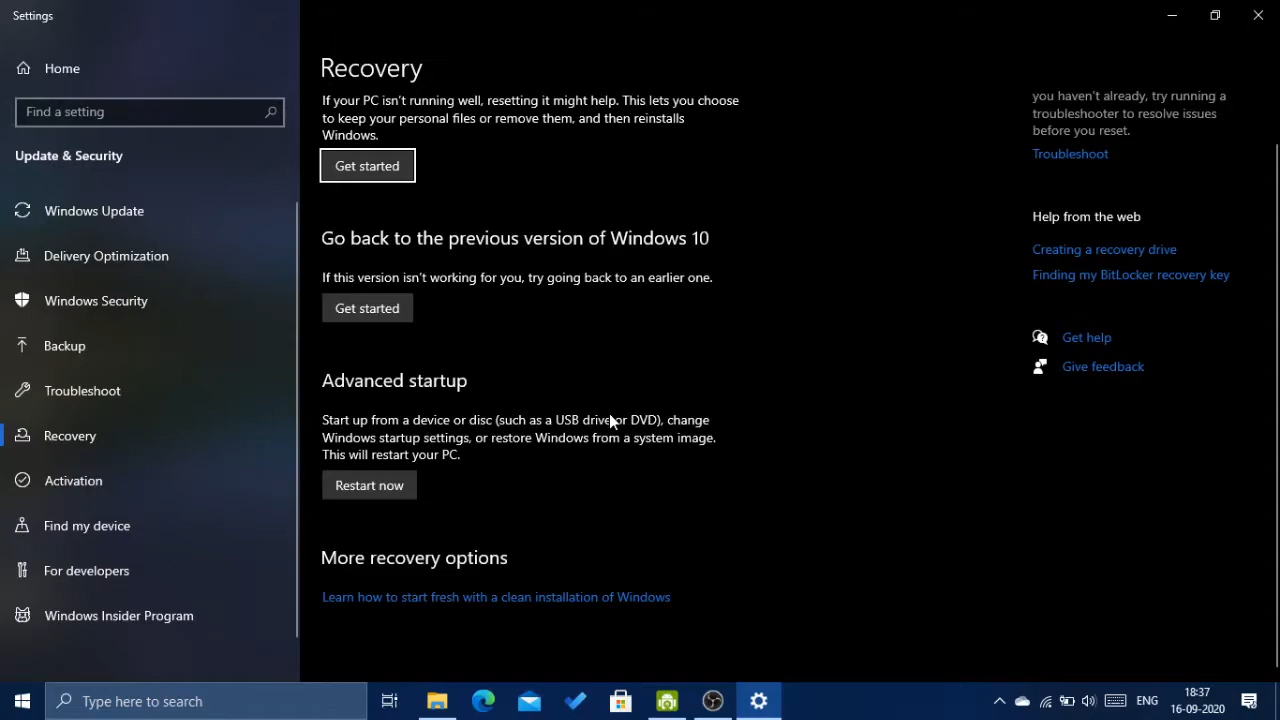 Settings
Home
Find a setting
Update & Security
Windows Update
Delivery Optimization
Windows Security
Backup
Troubleshoot
Recovery
Activation
Find my device
For developers
Windows Insider Program
Recovery
If your PC isn't running well, resetting it might help. This lets you choose
to keep your personal files or remove them, and then reinstalls
Windows.
Get started
Go back to the previous version of Windows 10
If this version isn't working for you, try going back to an earlier one.
Get started
Advanced startup
Start up from a device or disc (such as a USB drive or DVD), change
Windows startup settings, or restore Windows from a system image.
This will restart your PC.
Restart now
More recovery options
Learn how to start fresh with a clean installation of Windows
you haven't already, try running a
troubleshooter to resolve issues
before you reset.
Troubleshoot
Help from the web
Creating a recovery drive
Finding my BitLocker recovery key
Get help
Give feedback
Type here to search
ENG
18:37
16-09-2020